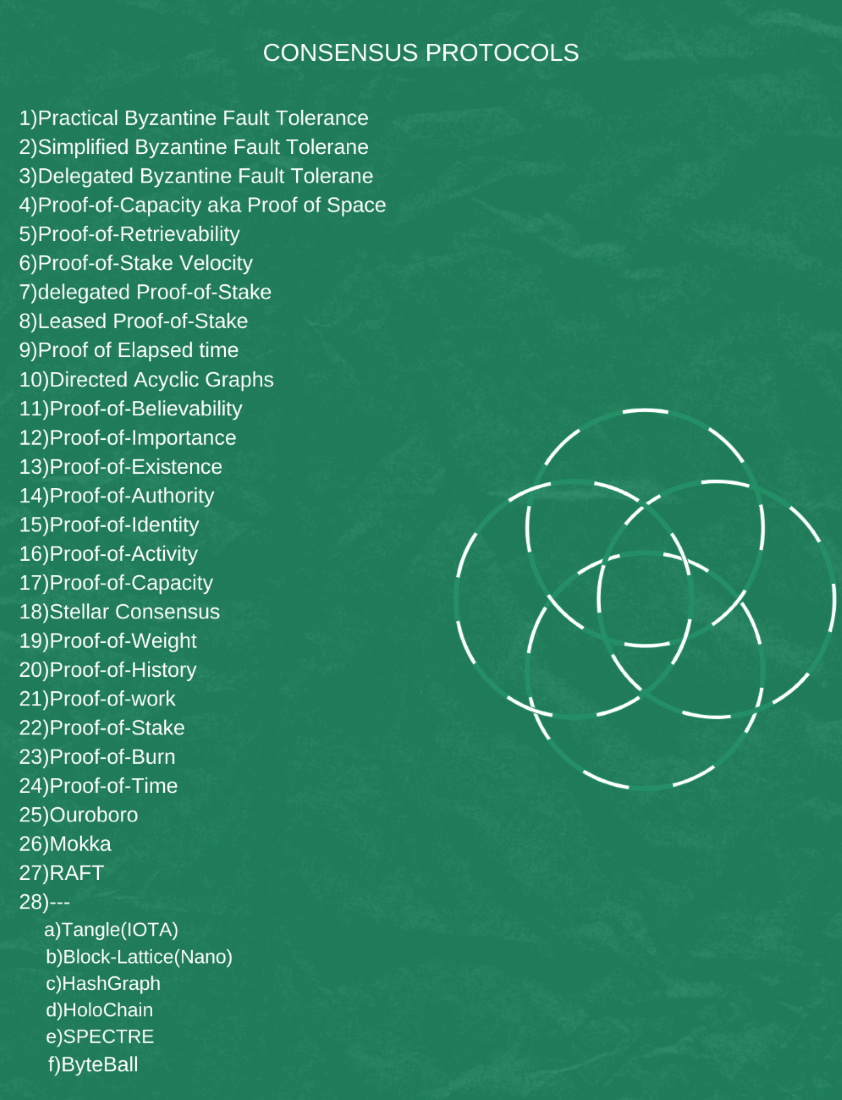 CONSENSUS PROTOCOLS
1)Practical Byzantine Fault Tolerance
2)Simplified Byzantine Fault Tolerane
3)Delegated Byzantine Fault Tolerane
4)Proof-of-Capacity aka Proof of Space
5)Proof-of-Retrievability
6)Proof-of-Stake Velocity
7)delegated Proof-of-Stake
8)Leased Proof-of-Stake
9)Proof of Elapsed time
10)Directed Acyclic Graphs
11)Proof-of-Believability
12)Proof-of-Importance
13)Proof-of-Existence
14)Proof-of-Authority
15)Proof-of-Identity
16)Proof-of-Activity
17)Proof-of-Capacity
18)Stellar Consensus
19)Proof-of-Weight
20)Proof-of-History
21)Proof-of-work
22)Proof-of-Stake
23)Proof-of-Burn
24)Proof-of-Time
25)Ouroboro
26)Mokka
27)RAFT
28)---
a)Tangle(IOTA)
b)Block-Lattice(Nano)
c)HashGraph
d)HoloChain
e)SPECTRE
f)ByteBall